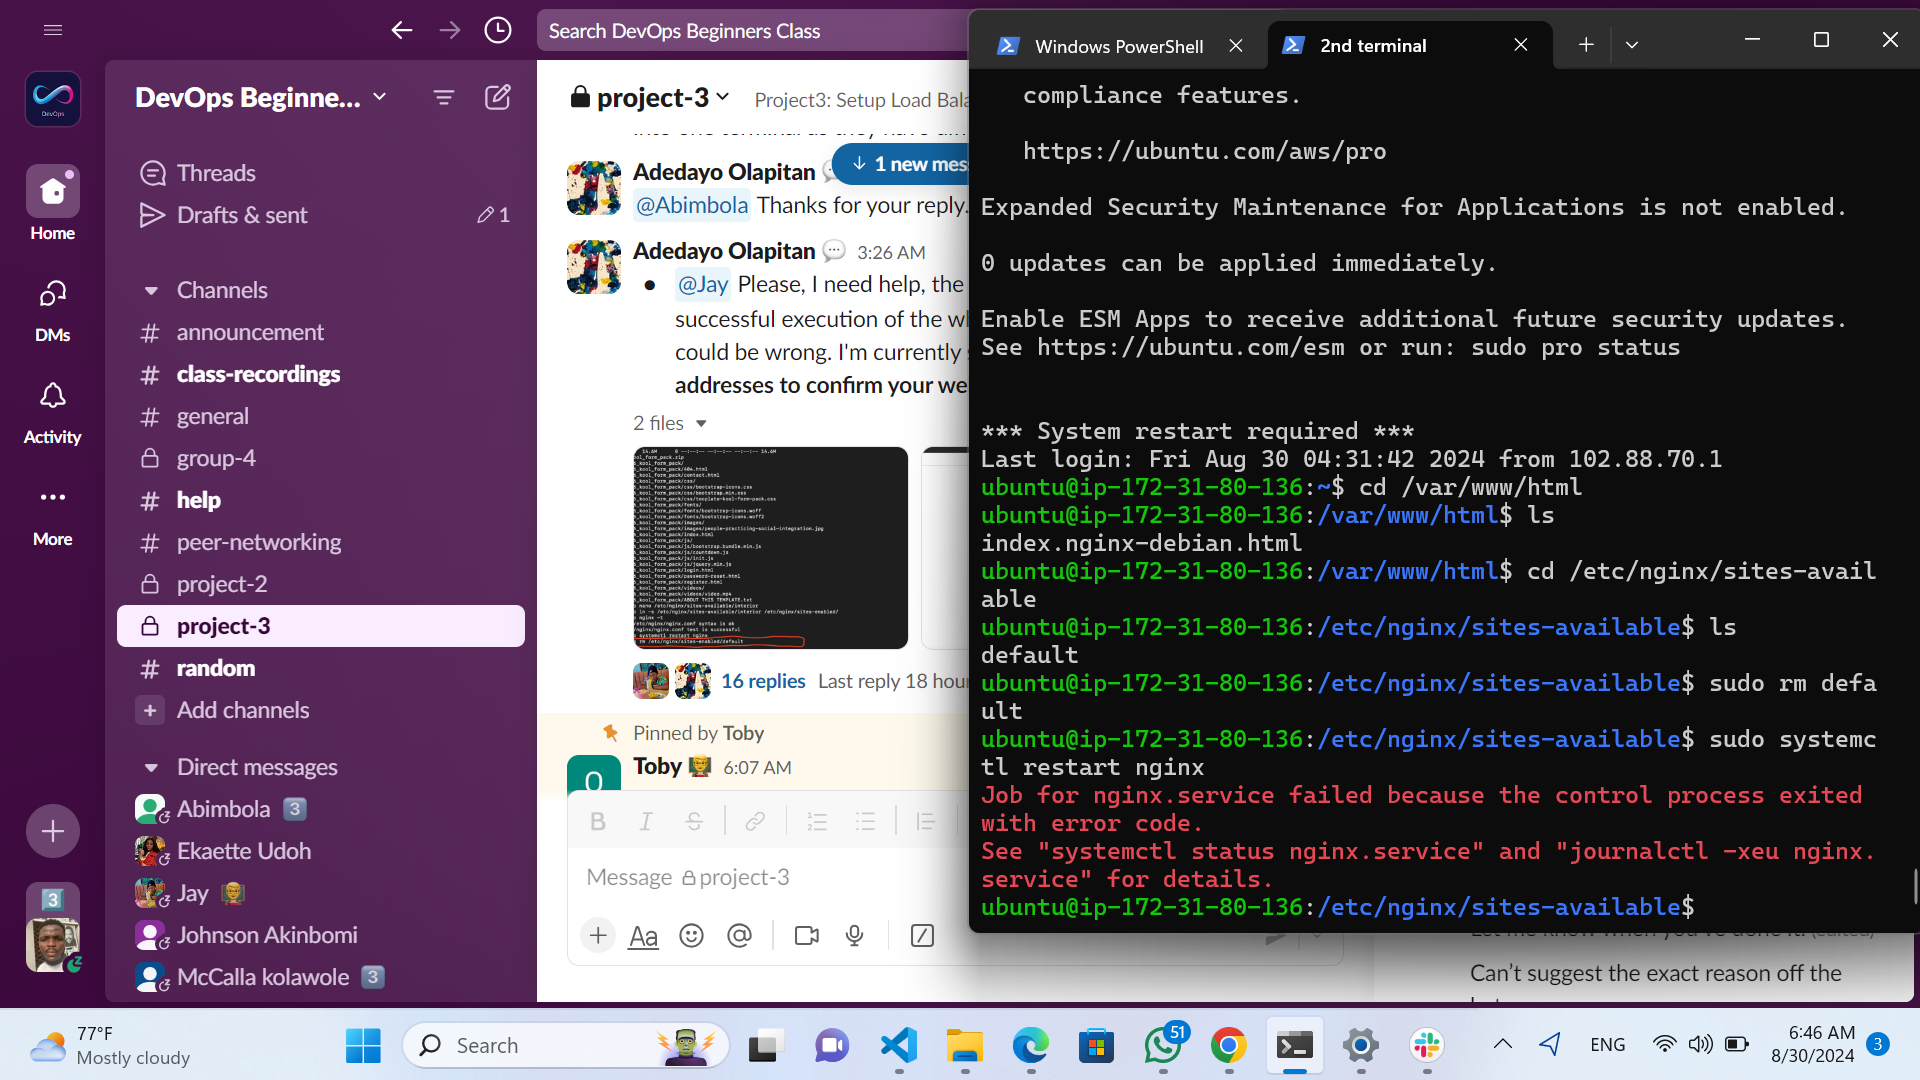 Search DevOps Beginners Class
DevOps
Home
DMs
Activity
More
3
DevOps Beginne...
Threads
Drafts & sent
1
Channels
# announcement
# class-recordings
# general
group-4
# help
# peer-networking
project-2
project-3
# random
+ Add channels
Direct messages
Abimbola 3
Ekaette Udoh
Jay
Johnson Akinbomi
McCalla kolawole 3
project-3
Project3: Setup Load Bala
Adedayo Olapitan
↓ 1 new mes
@Abimbola Thanks for your reply.
Adedayo Olapitan 3:26 AM
• @Jay Please, I need help, the
successful execution of the w
could be wrong. I'm currently
addresses to confirm your we
2 files
16 replies Last reply 18 hour
Pinned by Toby
O
Toby 6:07 AM
B I S
Message project-3
+ Aa @
Windows PowerShell
2nd terminal
compliance features.
https://ubuntu.com/aws/pro
Expanded Security Maintenance for Applications is not enabled.
0 updates can be applied immediately.
Enable ESM Apps to receive additional future security updates.
See https://ubuntu.com/esm or run: sudo pro status
*** System restart required ***
Last login: Fri Aug 30 04:31:42 2024 from 102.88.70.1
ubuntu@ip-172-31-80-136:~$ cd /var/www/html
ubuntu@ip-172-31-80-136:/var/www/html$ ls
index.nginx-debian.html
ubuntu@ip-172-31-80-136:/var/www/html$ cd /etc/nginx/sites-avail
able
ubuntu@ip-172-31-80-136:/etc/nginx/sites-available$ ls
default
ubuntu@ip-172-31-80-136:/etc/nginx/sites-available$ sudo rm defa
ult
ubuntu@ip-172-31-80-136:/etc/nginx/sites-available$ sudo systemc
tl restart nginx
Job for nginx.service failed because the control process exited
with error code.
See "systemctl status nginx.service" and "journalctl -xeu nginx.
service" for details.
ubuntu@ip-172-31-80-136:/etc/nginx/sites-available$
Can't suggest the exact reason off the
77°F
Mostly cloudy
Search
51
ENG
6:46 AM
8/30/2024
3